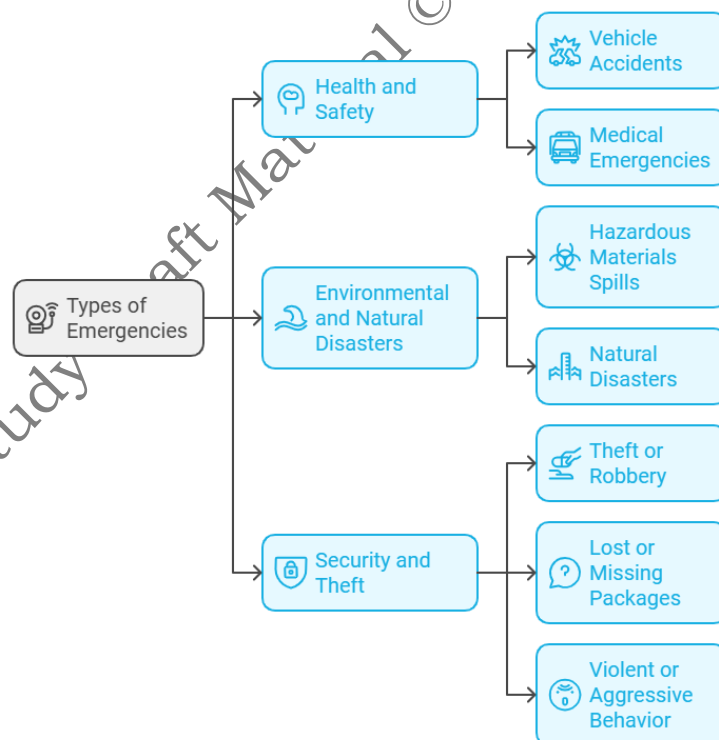 Types of
Emergencies
Health and
Safety
Vehicle
Accidents
Medical
Emergencies
Environmental
and Natural
Disasters
Hazardous
Materials
Spills
Natural
Disasters
Security and
Theft
Theft or
Robbery
Lost or
Missing
Packages
?
Violent or
Aggressive
Behavior
©